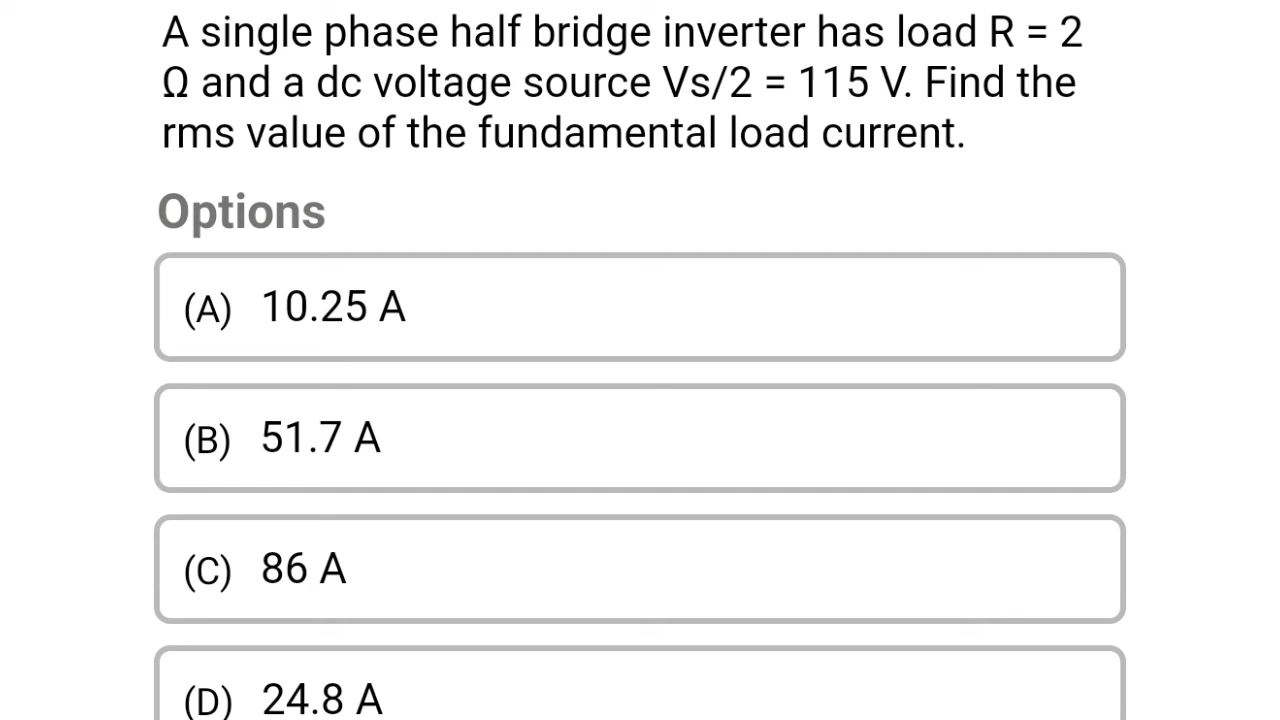 A single phase half bridge inverter has load R = 2
Ω and a dc voltage source Vs/2 = 115 V. Find the
rms value of the fundamental load current.
Options
(A) 10.25 A
(B) 51.7 A
(C) 86 A
(D) 24.8 A